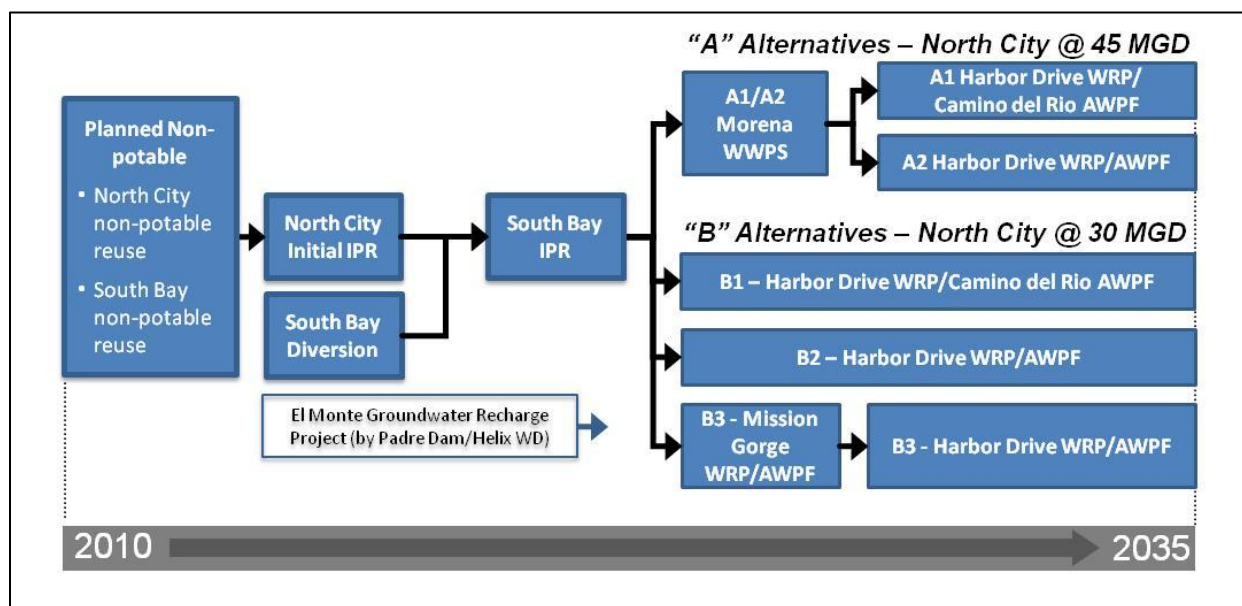 "A" Alternatives – North City @ 45 MGD
Planned Non-
potable
• North City
non-potable
reuse
• South Bay
non-potable
reuse
North City
Initial IPR
South Bay
Diversion
El Monte Groundwater Recharge
Project (by Padre Dam/Helix WD)
South Bay
IPR
A1/A2
Morena
WWPS
A1 Harbor Drive WRP/
Camino del Rio AWPF
A2 Harbor Drive WRP/AWPF
"B" Alternatives – North City @ 30 MGD
B1 – Harbor Drive WRP/Camino del Rio AWPF
B2 – Harbor Drive WRP/AWPF
B3 - Mission
Gorge
WRP/AWPF
B3 - Harbor Drive WRP/AWPF
2010
2035